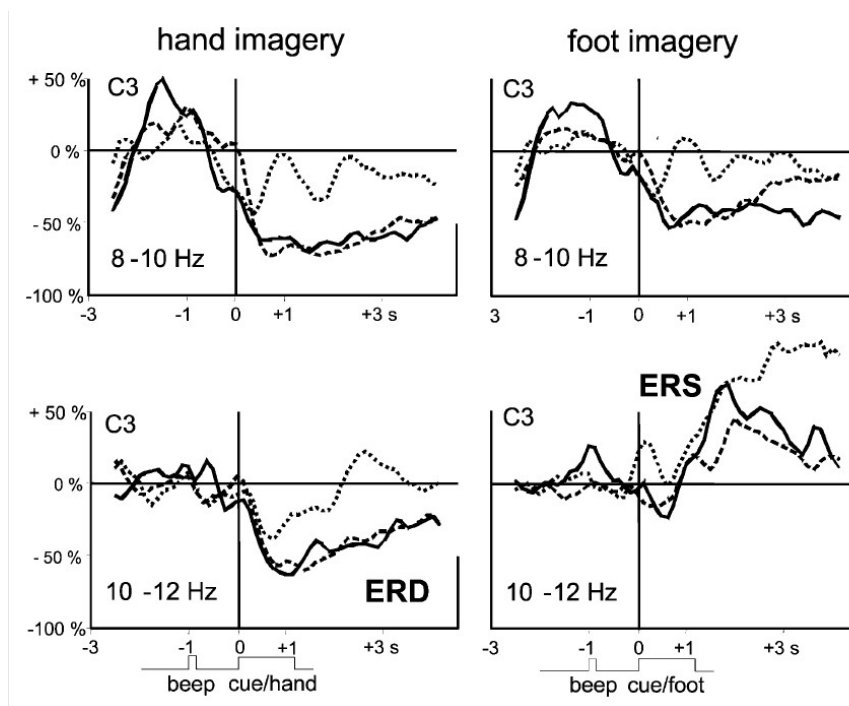 hand imagery
foot imagery
+ 50 %
0 %
- 50 %
-100 %
C3
8 -10 Hz
-3
-1
0
+1
+3 s
C3
8 -10 Hz
3
-1
0
+1
+3 s
+ 50 %
0 %
- 50 %
-100 %
C3
10 -12 Hz
ERD
-3
-1
0
+1
+3 s
beep cue/hand
C3
ERS
10 -12 Hz
-3
-1
0
+1
+3 s
beep cue/foot